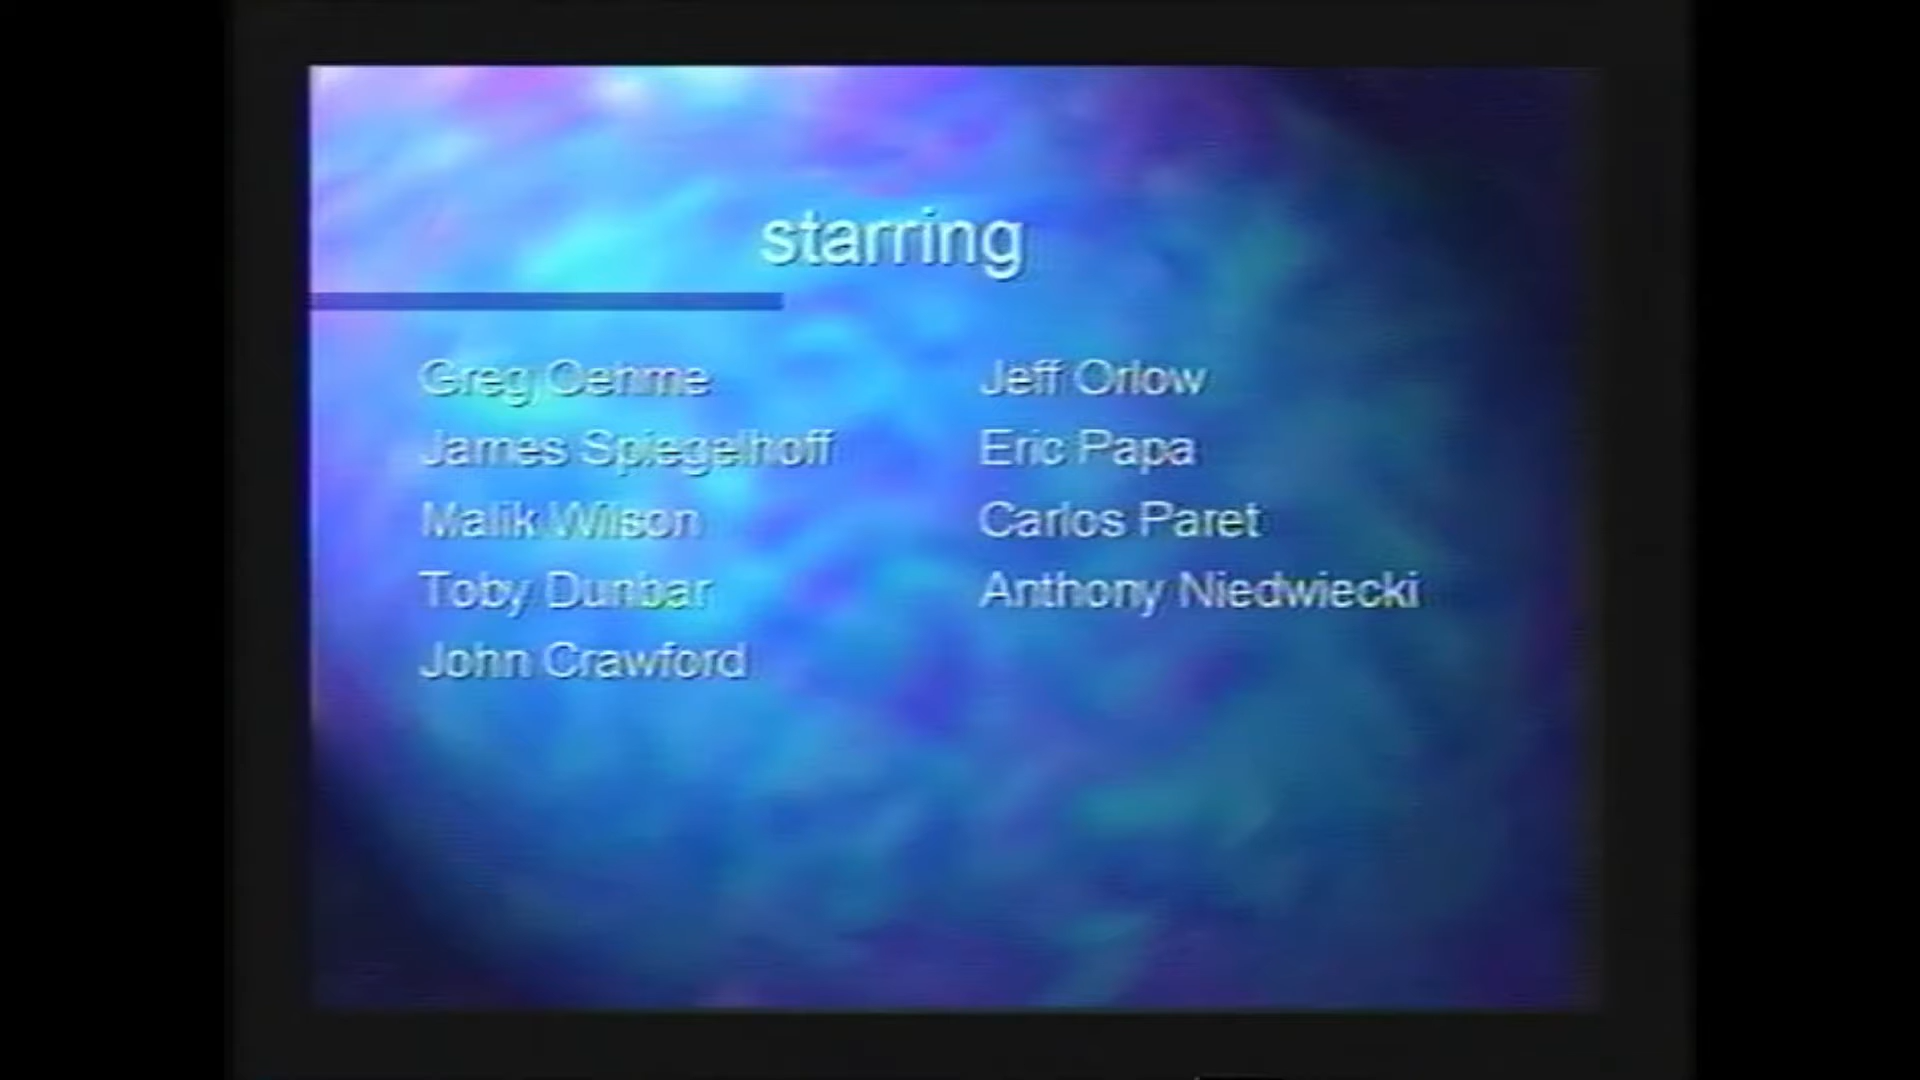 starring
Greg Oehme
James Spiegelhoff
Malik Wilson
Toby Dunbar
John Crawford
Jeff Orlow
Eric Papa
Carlos Paret
Anthony Niedwiecki